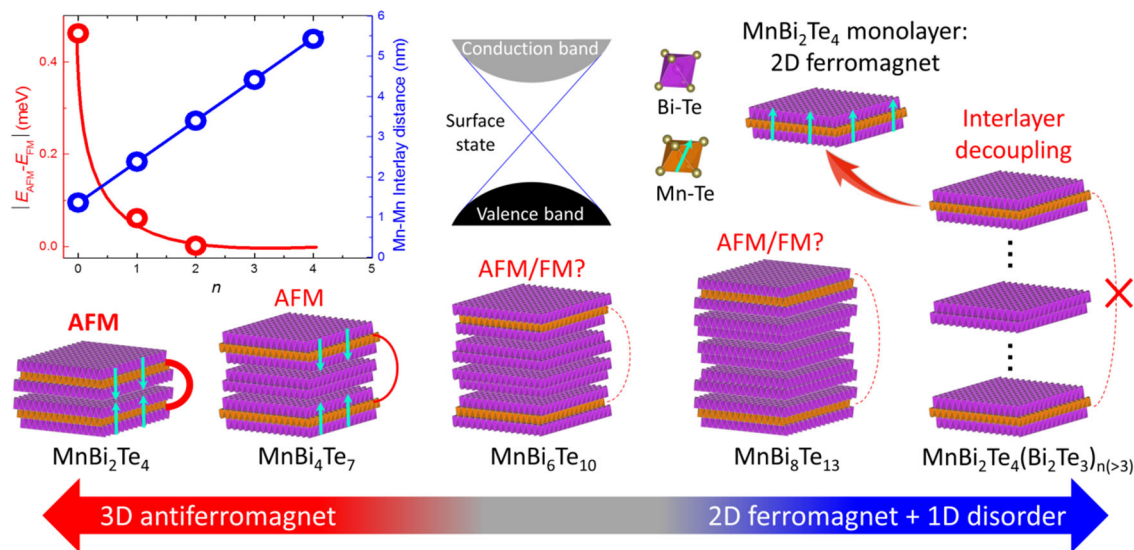 0.4
0.2
0.0
| E_AFM-E_FM | (meV)
0
1
2
3
4
5
n
6
5
4
3
2
1
0
Mn-Mn Interlay distance (nm)
Conduction band
Surface
state
Valence band
Bi-Te
Mn-Te
MnBi₂Te₄ monolayer:
2D ferromagnet
Interlayer
decoupling
AFM
AFM
AFM/FM?
AFM/FM?
MnBi₂Te₄
MnBi₄Te₇
MnBi₆Te₁₀
MnBi₈Te₁₃
MnBi₂Te₄(Bi₂Te₃)n(>3)
3D antiferromagnet
2D ferromagnet + 1D disorder